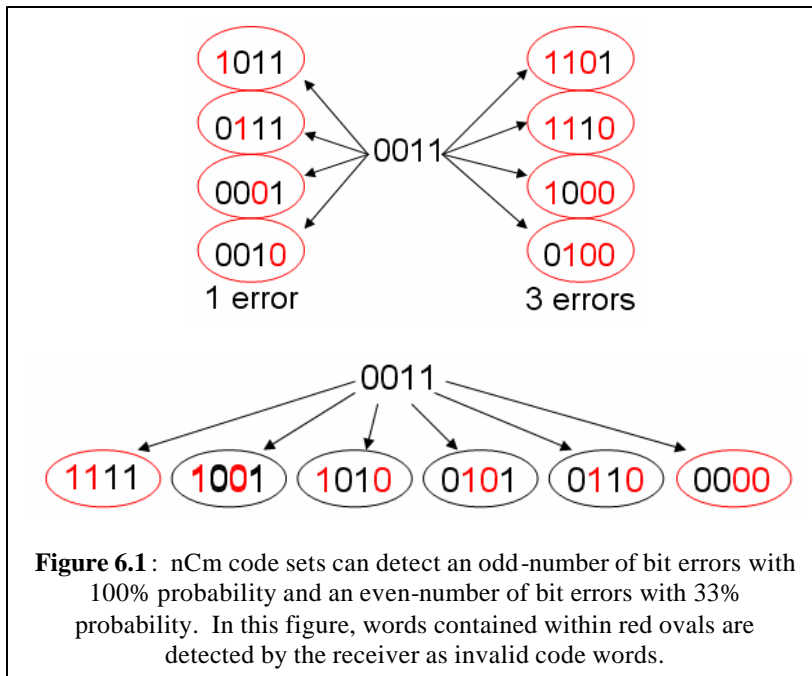 1011
1101
0111
0011
1110
0001
1000
0010
0100
1 error
3 errors
0011
1111 1001 1010 0101 0110 0000
Figure 6.1: nCm code sets can detect an odd-number of bit errors with
100% probability and an even-number of bit errors with 33%
probability. In this figure, words contained within red ovals are
detected by the receiver as invalid code words.